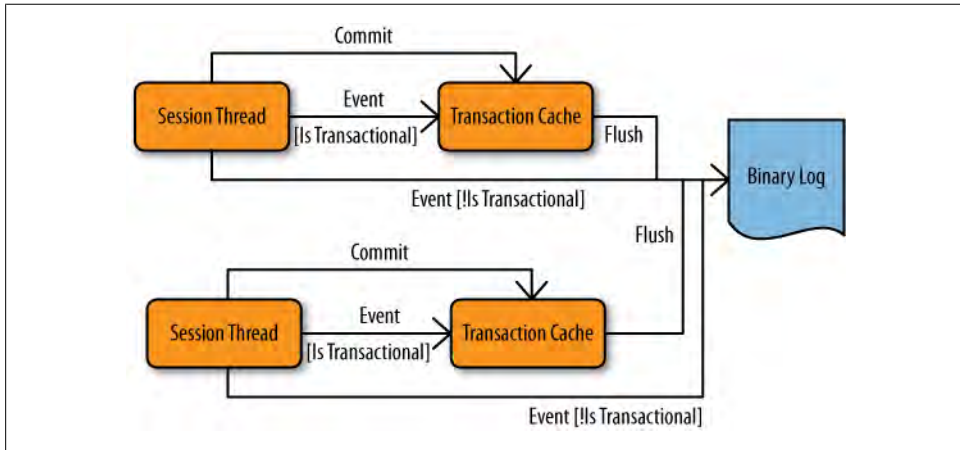 Commit
Session Thread
Event
[Is Transactional]
Transaction Cache
Flush
Binary Log
Event [!Is Transactional]
Flush
Commit
Session Thread
Event
[Is Transactional]
Transaction Cache
Event [!Is Transactional]